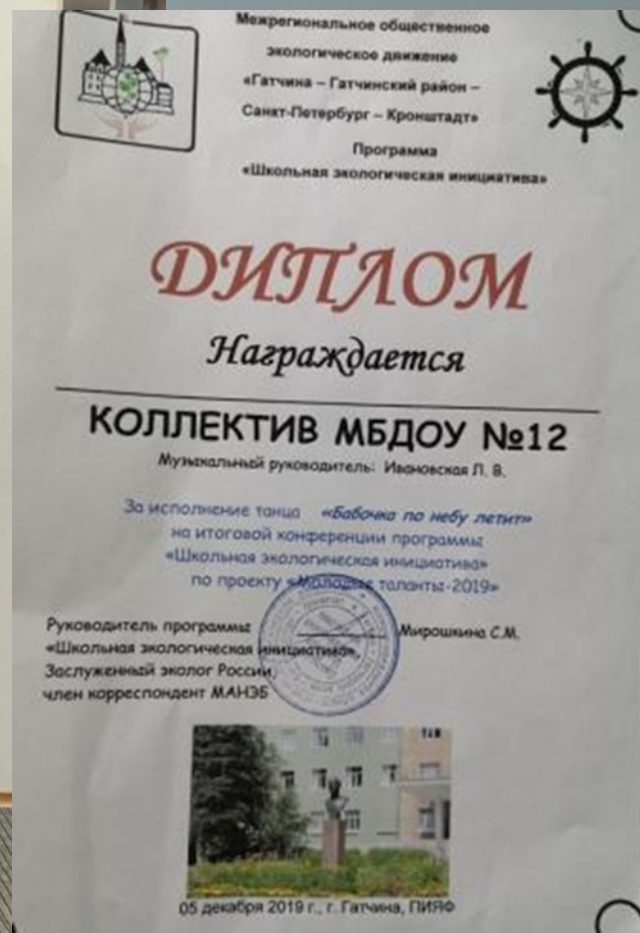 Межрегиональное общественное
экологическое движение
«Гатчина – Гатчинский район –
Санкт-Петербург – Кронштадт»
Программа
«Школьная экологическая инициатива»
ДИПЛОМ
Награждается
КОЛЛЕКТИВ МБДОУ №12
Музыкальный руководитель: Ивановская Л. В.
За исполнение танца «Бабочка по небу летит»
на итоговой конференции программы
«Школьная экологическая инициатива»
по проекту «Молодые таланты-2019»
Руководитель программы Мирошкина С.М.
«Школьная экологическая инициатива»,
Заслуженный эколог России,
член корреспондент МАНЭБ
05 декабря 2019 г., г. Гатчина, ПИЯФ